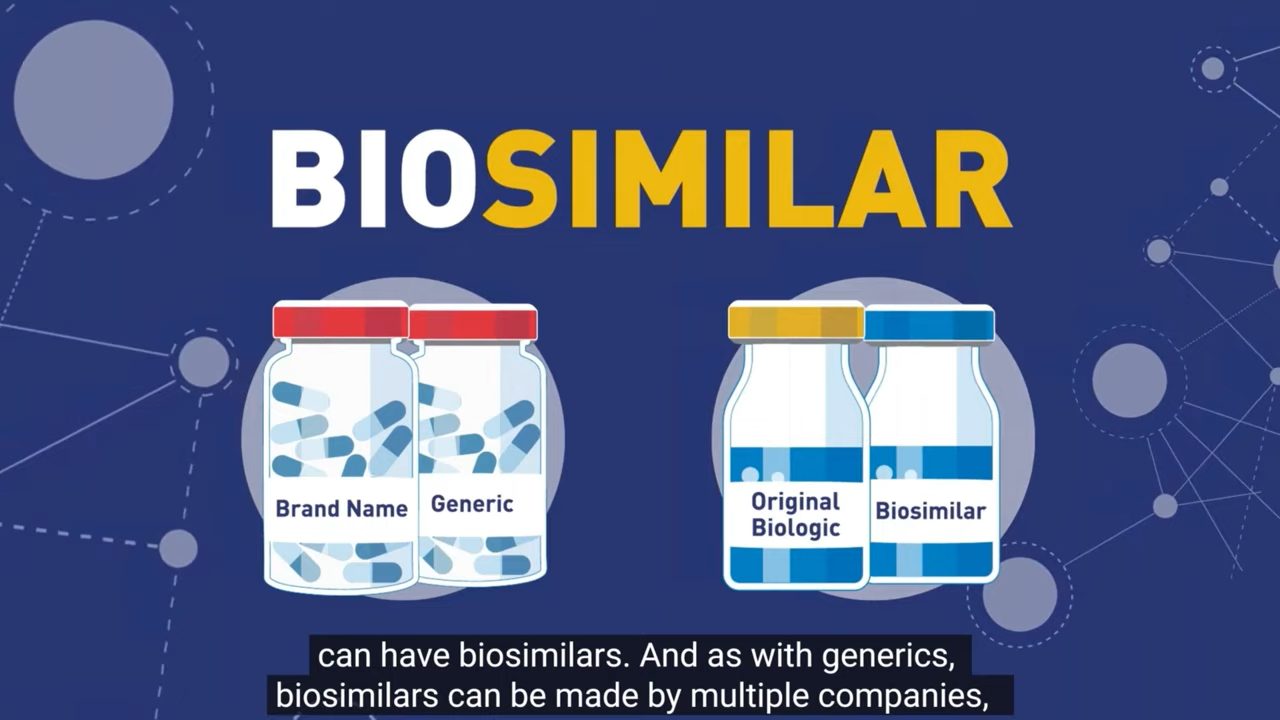 BIOSIMILAR
Brand Name
Generic
Original
Biologic
Biosimilar
can have biosimilars. And as with generics,
biosimilars can be made by multiple companies,